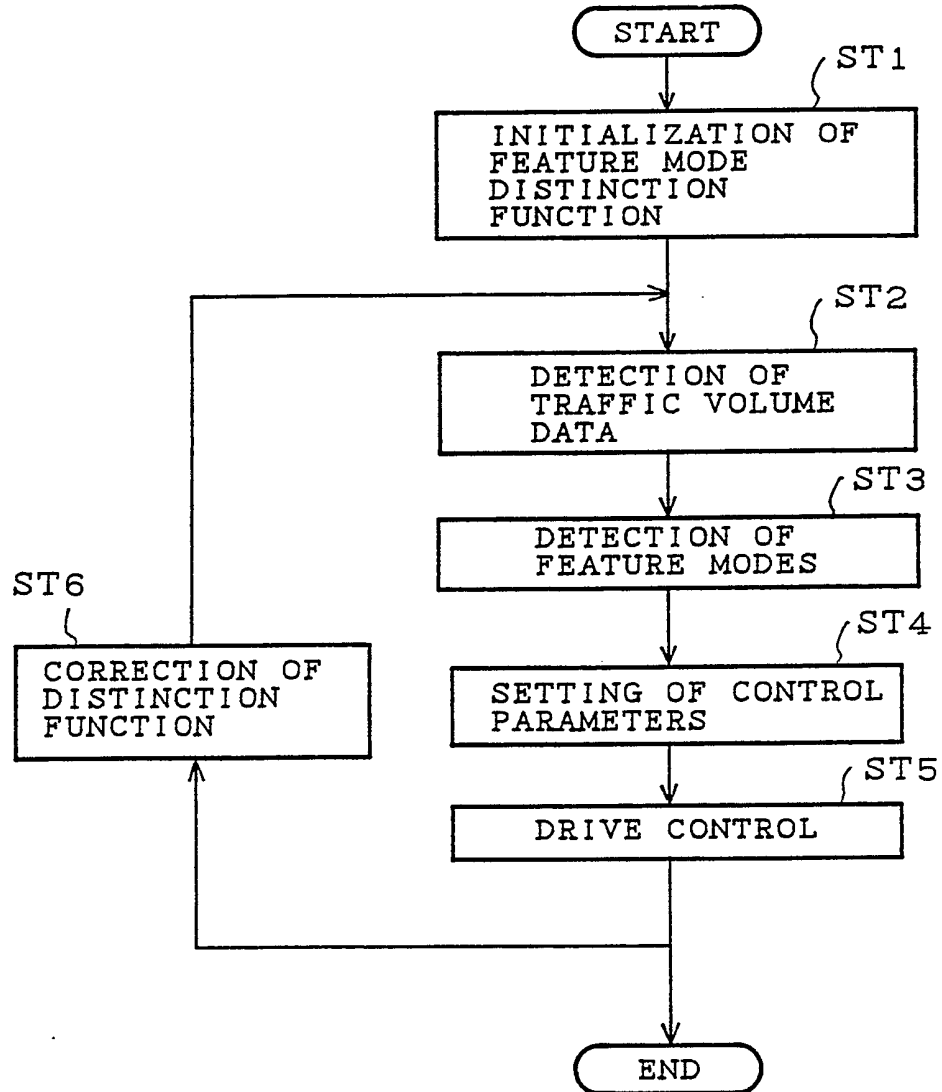 START
ST1
INITIALIZATION OF
FEATURE MODE
DISTINCTION
FUNCTION
ST2
DETECTION OF
TRAFFIC VOLUME
DATA
ST3
DETECTION OF
FEATURE MODES
ST6
CORRECTION OF
DISTINCTION
FUNCTION
ST4
SETTING OF CONTROL
PARAMETERS
ST5
DRIVE CONTROL
END